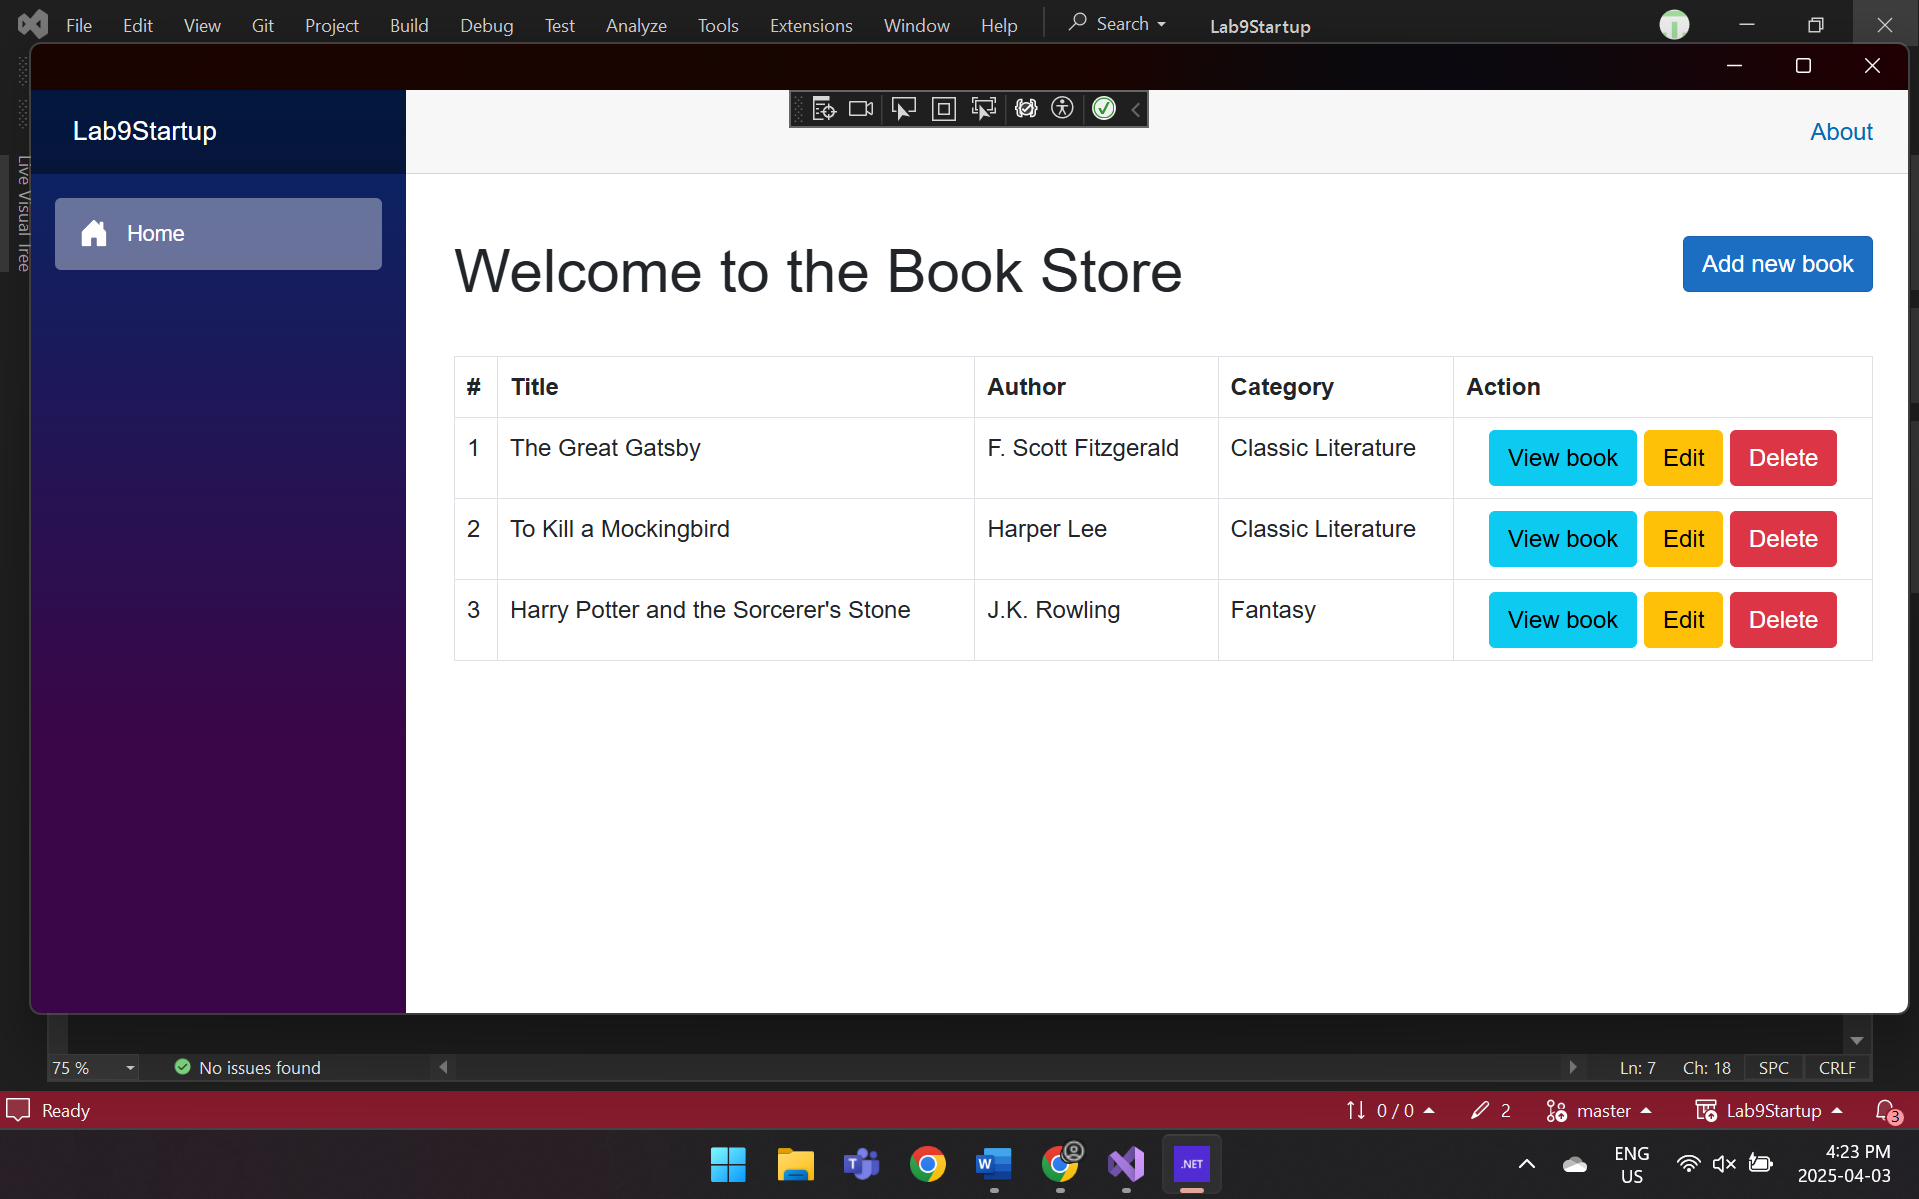 File Edit View Git Project Build Debug Test Analyze Tools Extensions Window Help Search Lab9Startup
Live Visual Tree
Lab9Startup
About
Home
Welcome to the Book Store
Add new book
# Title Author Category Action
1 The Great Gatsby F. Scott Fitzgerald Classic Literature View book Edit Delete
2 To Kill a Mockingbird Harper Lee Classic Literature View book Edit Delete
3 Harry Potter and the Sorcerer's Stone J.K. Rowling Fantasy View book Edit Delete
75 % No issues found Ln: 7 Ch: 18 SPC CRLF
Ready 0 / 0 2 master Lab9Startup 3
T W .NET
ENG
US
4:23 PM
2025-04-03